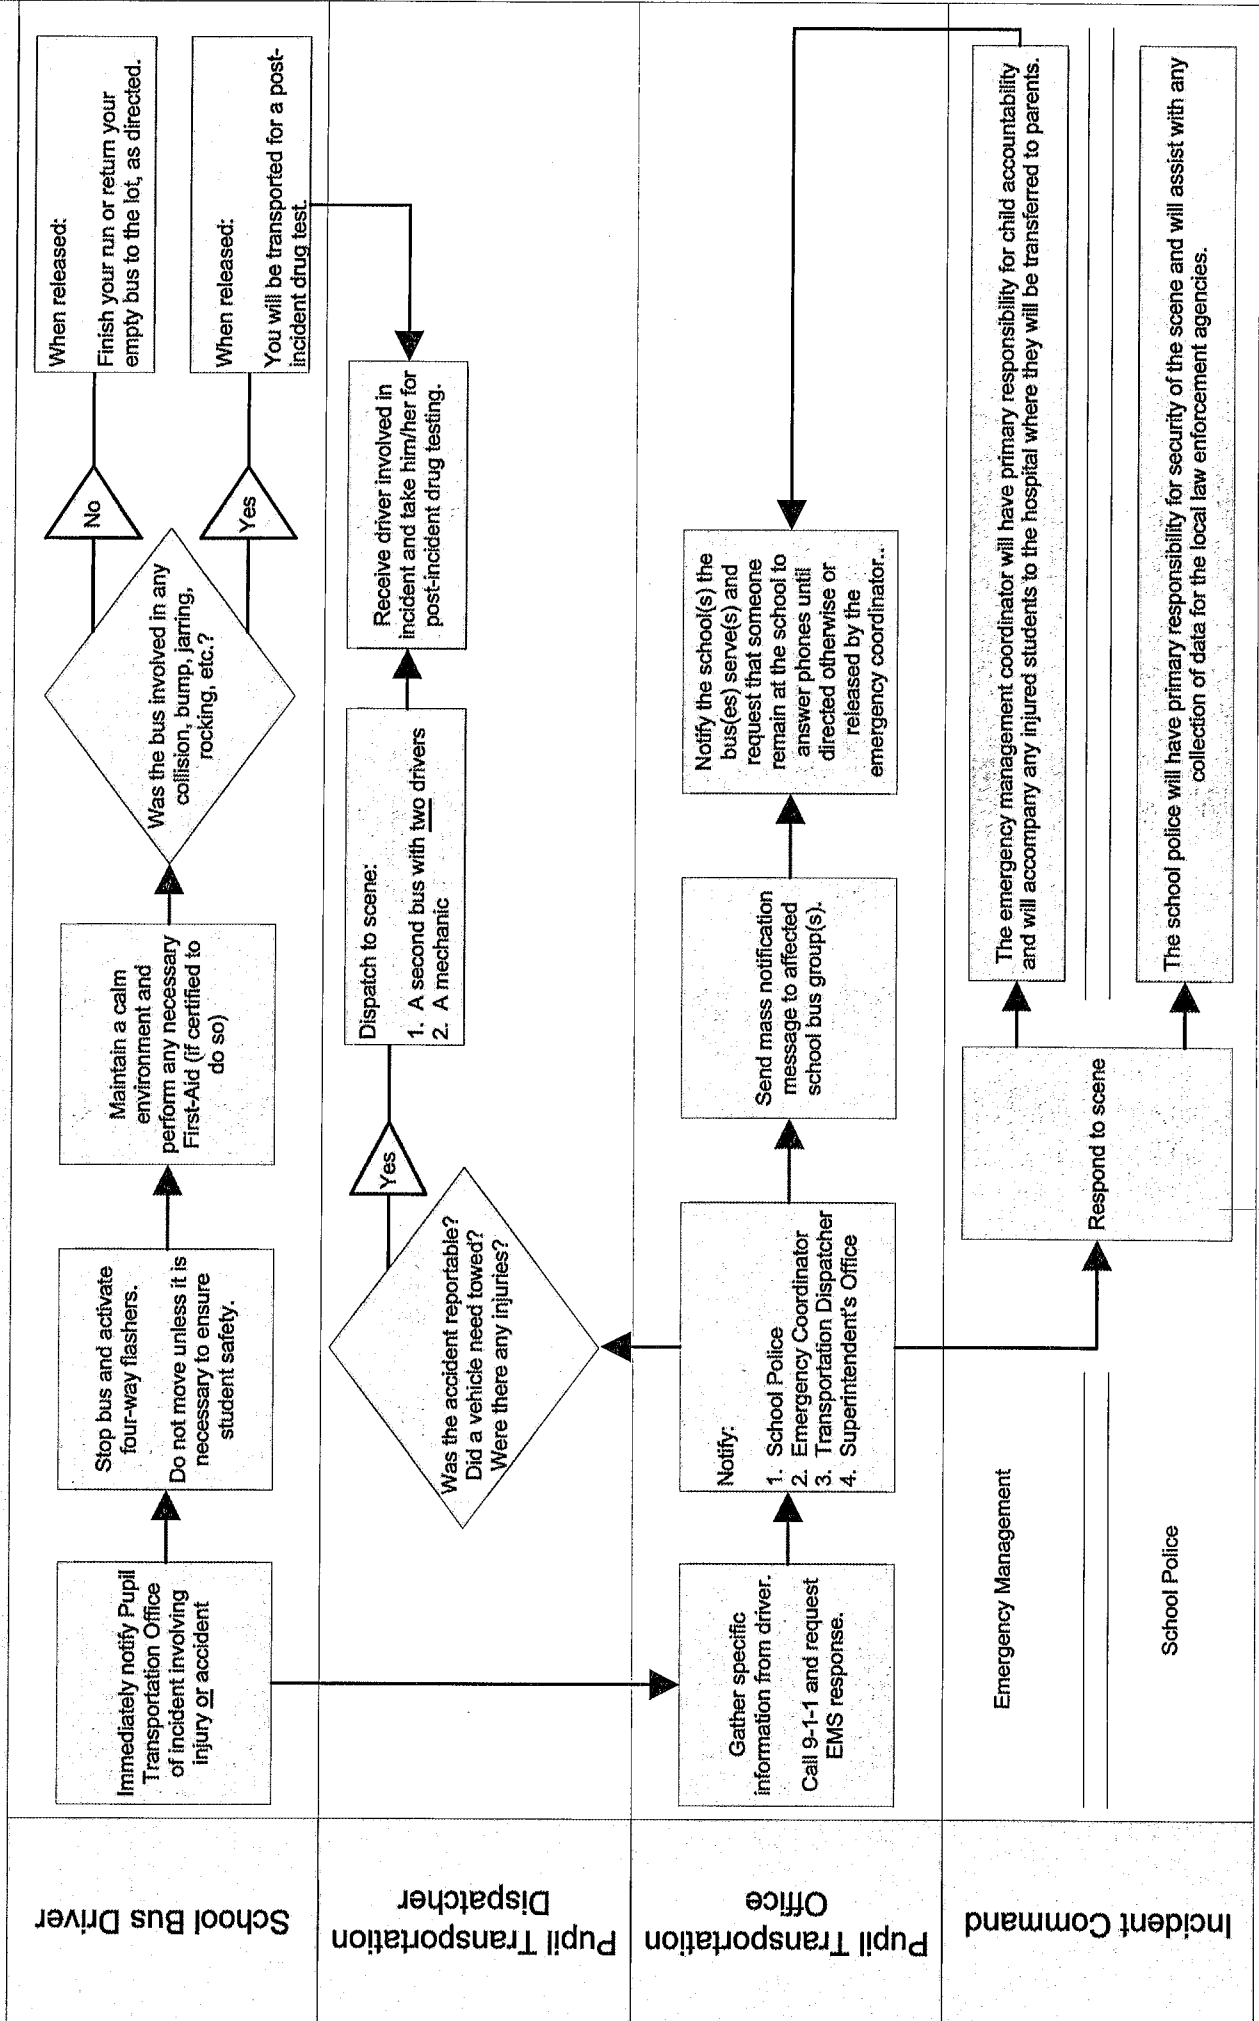 School Bus Driver
Immediately notify Pupil
Transportation Office
of incident involving
injury or accident
Stop bus and activate
four-way flashers.
Do not move unless it is
necessary to ensure
student safety.
Maintain a calm
environment and
perform any necessary
First-Aid (if certified to
do so)
Was the bus involved in any
collision, bump, jarring,
rocking, etc.?
No
When released:
Finish your run or return your
empty bus to the lot, as directed.
Yes
When released:
You will be transported for a post-
incident drug test.
Pupil Transportation
Dispatcher
Was the accident reportable?
Did a vehicle need towed?
Were there any injuries?
Yes
Dispatch to scene:
1. A second bus with two drivers
2. A mechanic
Receive driver involved in
incident and take him/her for
post-incident drug testing.
Pupil Transportation
Office
Gather specific
information from driver.
Call 9-1-1 and request
EMS response.
Notify:
1. School Police
2. Emergency Coordinator
3. Transportation Dispatcher
4. Superintendent's Office
Send mass notification
message to affected
school bus group(s).
Notify the school(s) the
bus(es) serve(s) and
request that someone
remain at the school to
answer phones until
directed otherwise or
released by the
emergency coordinator...
Incident Command
Emergency Management
School Police
Respond to scene
The emergency management coordinator will have primary responsibility for child accountability
and will accompany any injured students to the hospital where they will be transferred to parents.
The school police will have primary responsibility for security of the scene and will assist with any
collection of data for the local law enforcement agencies.